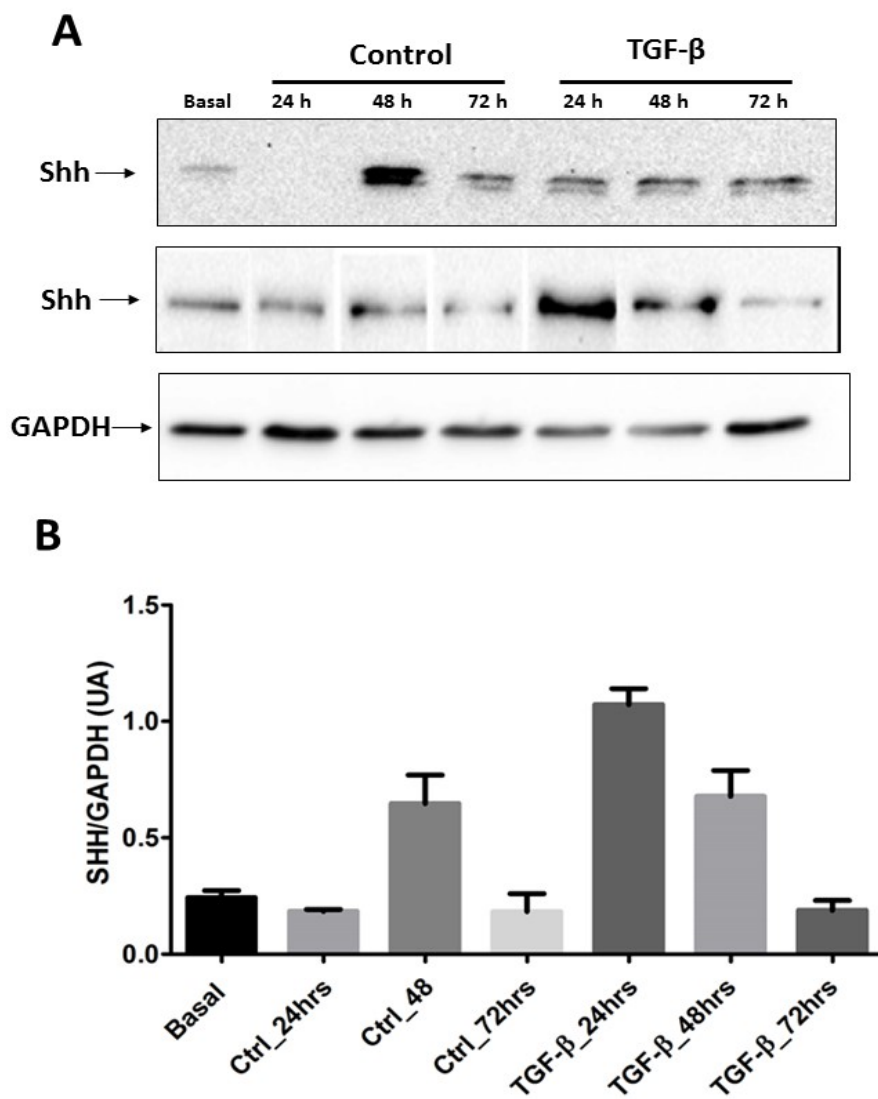 A
Control TGF-β
Basal 24 h 48 h 72 h 24 h 48 h 72 h
Shh
Shh
GAPDH
B
SHH/GAPDH (UA)
1.5
1.0
0.5
0.0
Basal
Ctrl_24hrs
Ctrl_48
Ctrl_72hrs
TGF-β_24hrs
TGF-β_48hrs
TGF-β_72hrs